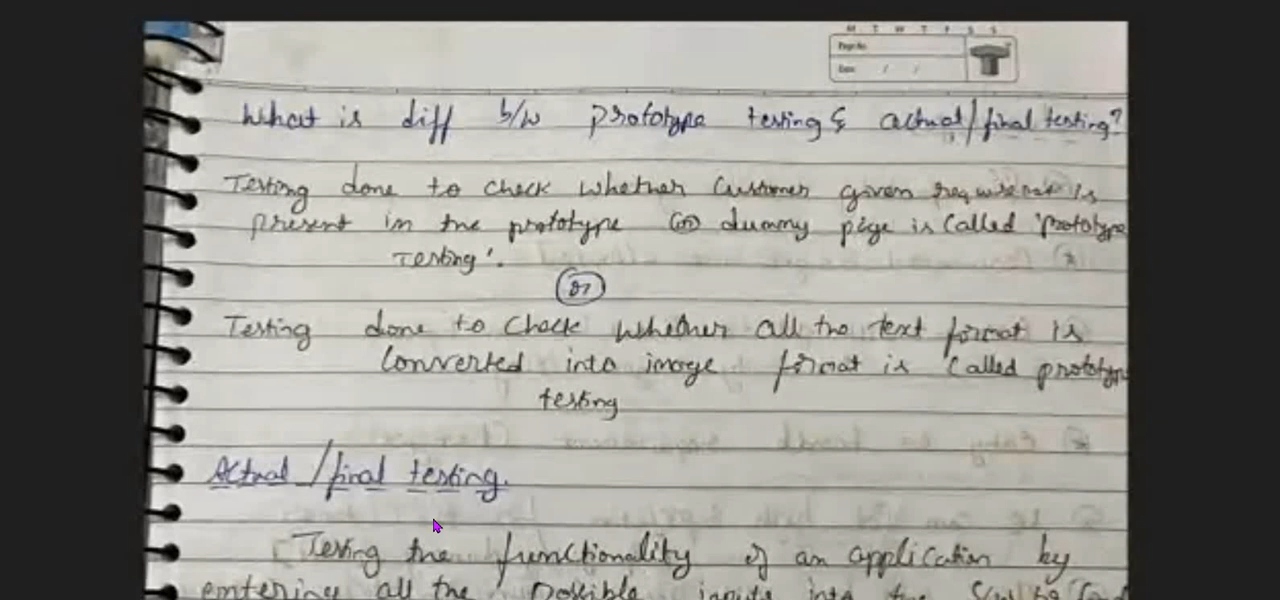 M T W T F S S
Page No.
Date: / /
What is diff b/w prototype testing & actual/final testing?
Testing done to check whether Customer given requirement is
present in the prototype (or) dummy page is called 'prototype
Testing'.
or
Testing done to check whether all the text format is
Converted into image format is called prototype
testing
Actual /final testing.
Testing the functionality of an application by
entering all the possible inputs into the